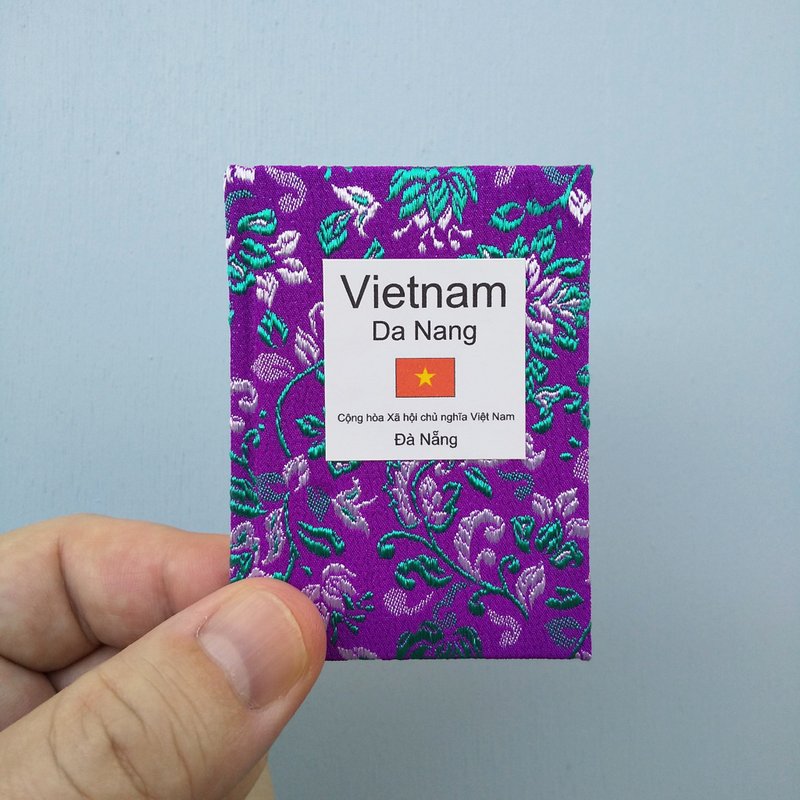 Vietnam
Da Nang
Cộng hòa Xã hội chủ nghĩa Việt Nam
Đà Nẵng